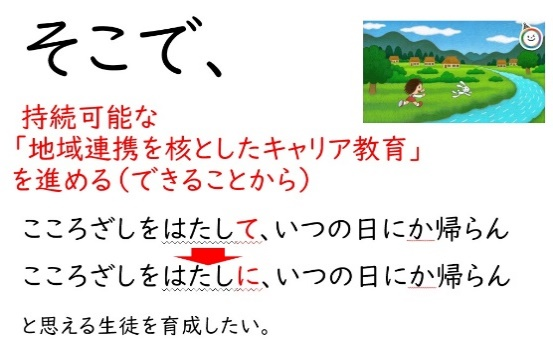 そこで、
持続可能な
「地域連携を核としたキャリア教育」
を進める(できることから)
こころざしをはたして、いつの日にか帰らん
こころざしをはたしに、いつの日にか帰らん
と思える生徒を育成したい。